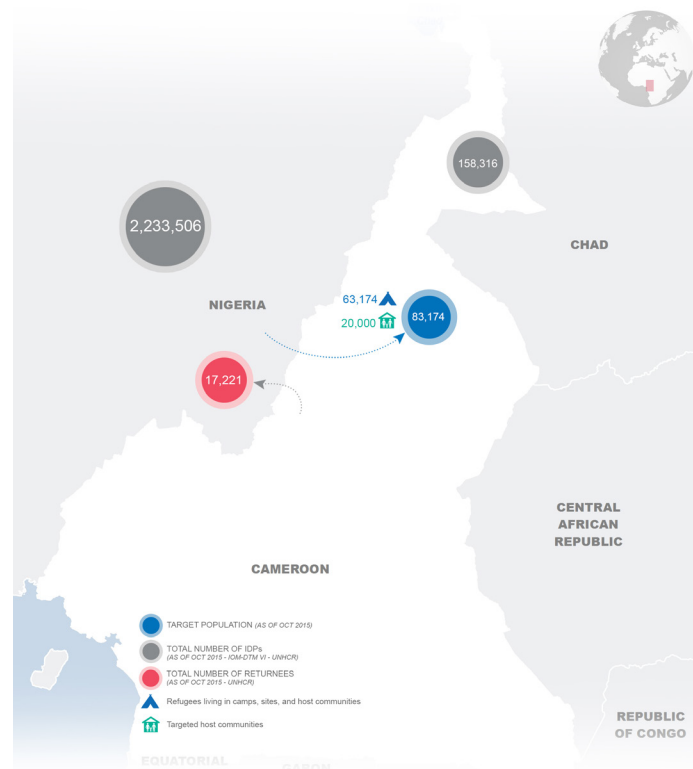 158,316
2,233,506
CHAD
63,174
NIGERIA
83,174
20,000
17,221
CENTRAL
AFRICAN
REPUBLIC
CAMEROON
TARGET POPULATION (AS OF OCT 2015)
TOTAL NUMBER OF IDPs
(AS OF OCT 2015 - IOM-DTM VI - UNHCR)
TOTAL NUMBER OF RETURNEES
(AS OF OCT 2015 - UNHCR)
Refugees living in camps, sites, and host communities
Targeted host communities
REPUBLIC
OF CONGO
EQUATORIAL
GABON